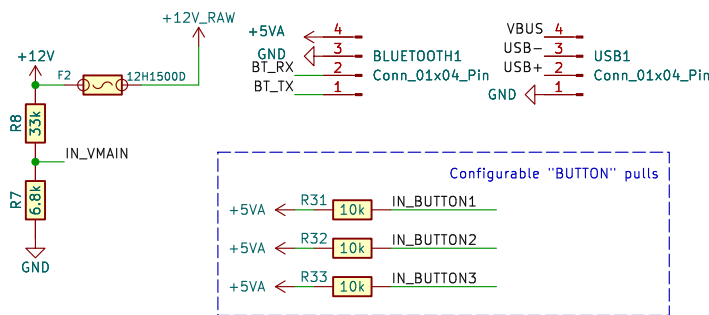 +12V_RAW
+12V
F2
12H1500D
R8
33k
IN_VMAIN
R7
6.8k
GND
+5VA
4
GND
3
BLUETOOTH1
BT_RX
2
Conn_01x04_Pin
BT_TX
1
VBUS
4
USB-
3
USB1
USB+
2
Conn_01x04_Pin
GND
1
Configurable "BUTTON" pulls
+5VA
R31
10k
IN_BUTTON1
+5VA
R32
10k
IN_BUTTON2
+5VA
R33
10k
IN_BUTTON3